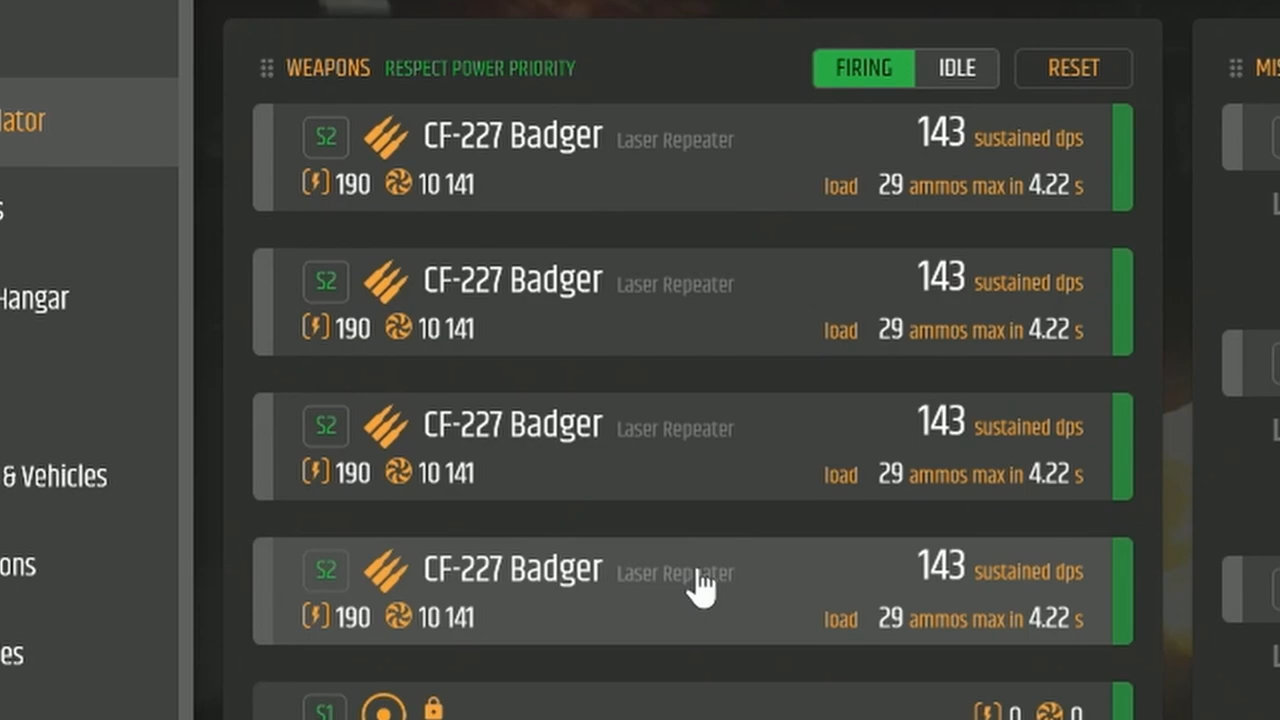 WEAPONS RESPECT POWER PRIORITY FIRING IDLE RESET
S2 CF-227 Badger Laser Repeater 143 sustained dps
190 10 141 load 29 ammos max in 4.22 s
S2 CF-227 Badger Laser Repeater 143 sustained dps
190 10 141 load 29 ammos max in 4.22 s
S2 CF-227 Badger Laser Repeater 143 sustained dps
190 10 141 load 29 ammos max in 4.22 s
S2 CF-227 Badger Laser Repeater 143 sustained dps
190 10 141 load 29 ammos max in 4.22 s
S1 0 0
lator
s
Hangar
& Vehicles
ons
es
MIS